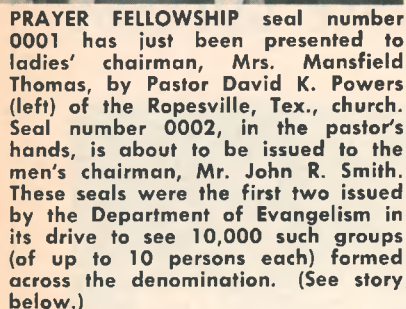 PRAYER FELLOWSHIP seal number
0001 has just been presented to
ladies' chairman, Mrs. Mansfield
Thomas, by Pastor David K. Powers
(left) of the Ropesville, Tex., church.
Seal number 0002, in the pastor's
hands, is about to be issued to the
men's chairman, Mr. John R. Smith.
These seals were the first two issued
by the Department of Evangelism in
its drive to see 10,000 such groups
(of up to 10 persons each) formed
across the denomination. (See story
below.)